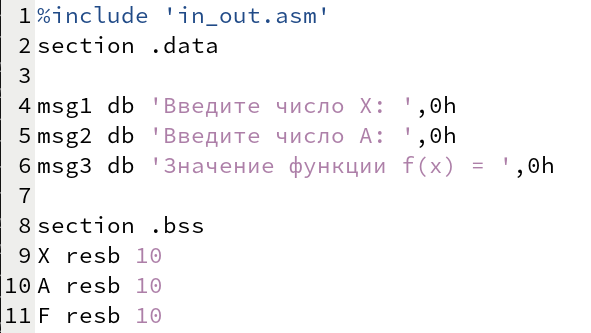 1 %include 'in_out.asm'
2 section .data
3
4 msg1 db 'Введите число X: ',0h
5 msg2 db 'Введите число A: ',0h
6 msg3 db 'Значение функции f(x) = ',0h
7
8 section .bss
9 X resb 10
10 A resb 10
11 F resb 10